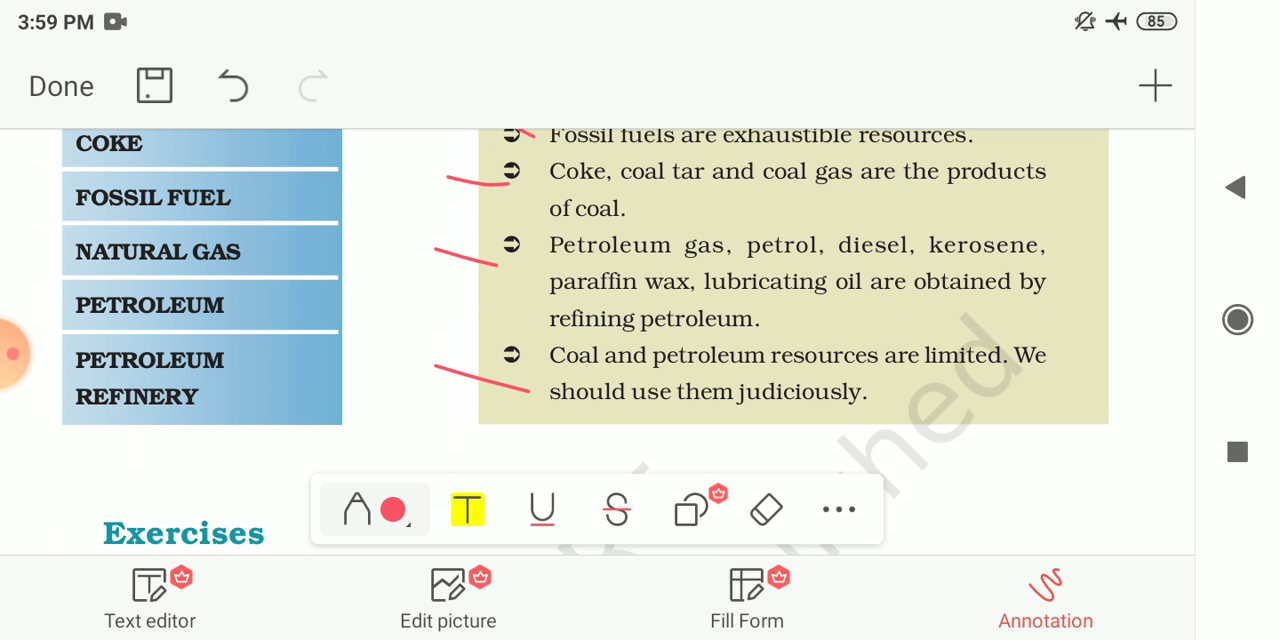 3:59 PM
85
Done
COKE
FOSSIL FUEL
NATURAL GAS
PETROLEUM
PETROLEUM
REFINERY
Fossil fuels are exhaustible resources.
Coke, coal tar and coal gas are the products
of coal.
Petroleum gas, petrol, diesel, kerosene,
paraffin wax, lubricating oil are obtained by
refining petroleum.
Coal and petroleum resources are limited. We
should use them judiciously.
Exercises
Text editor
Edit picture
Fill Form
Annotation